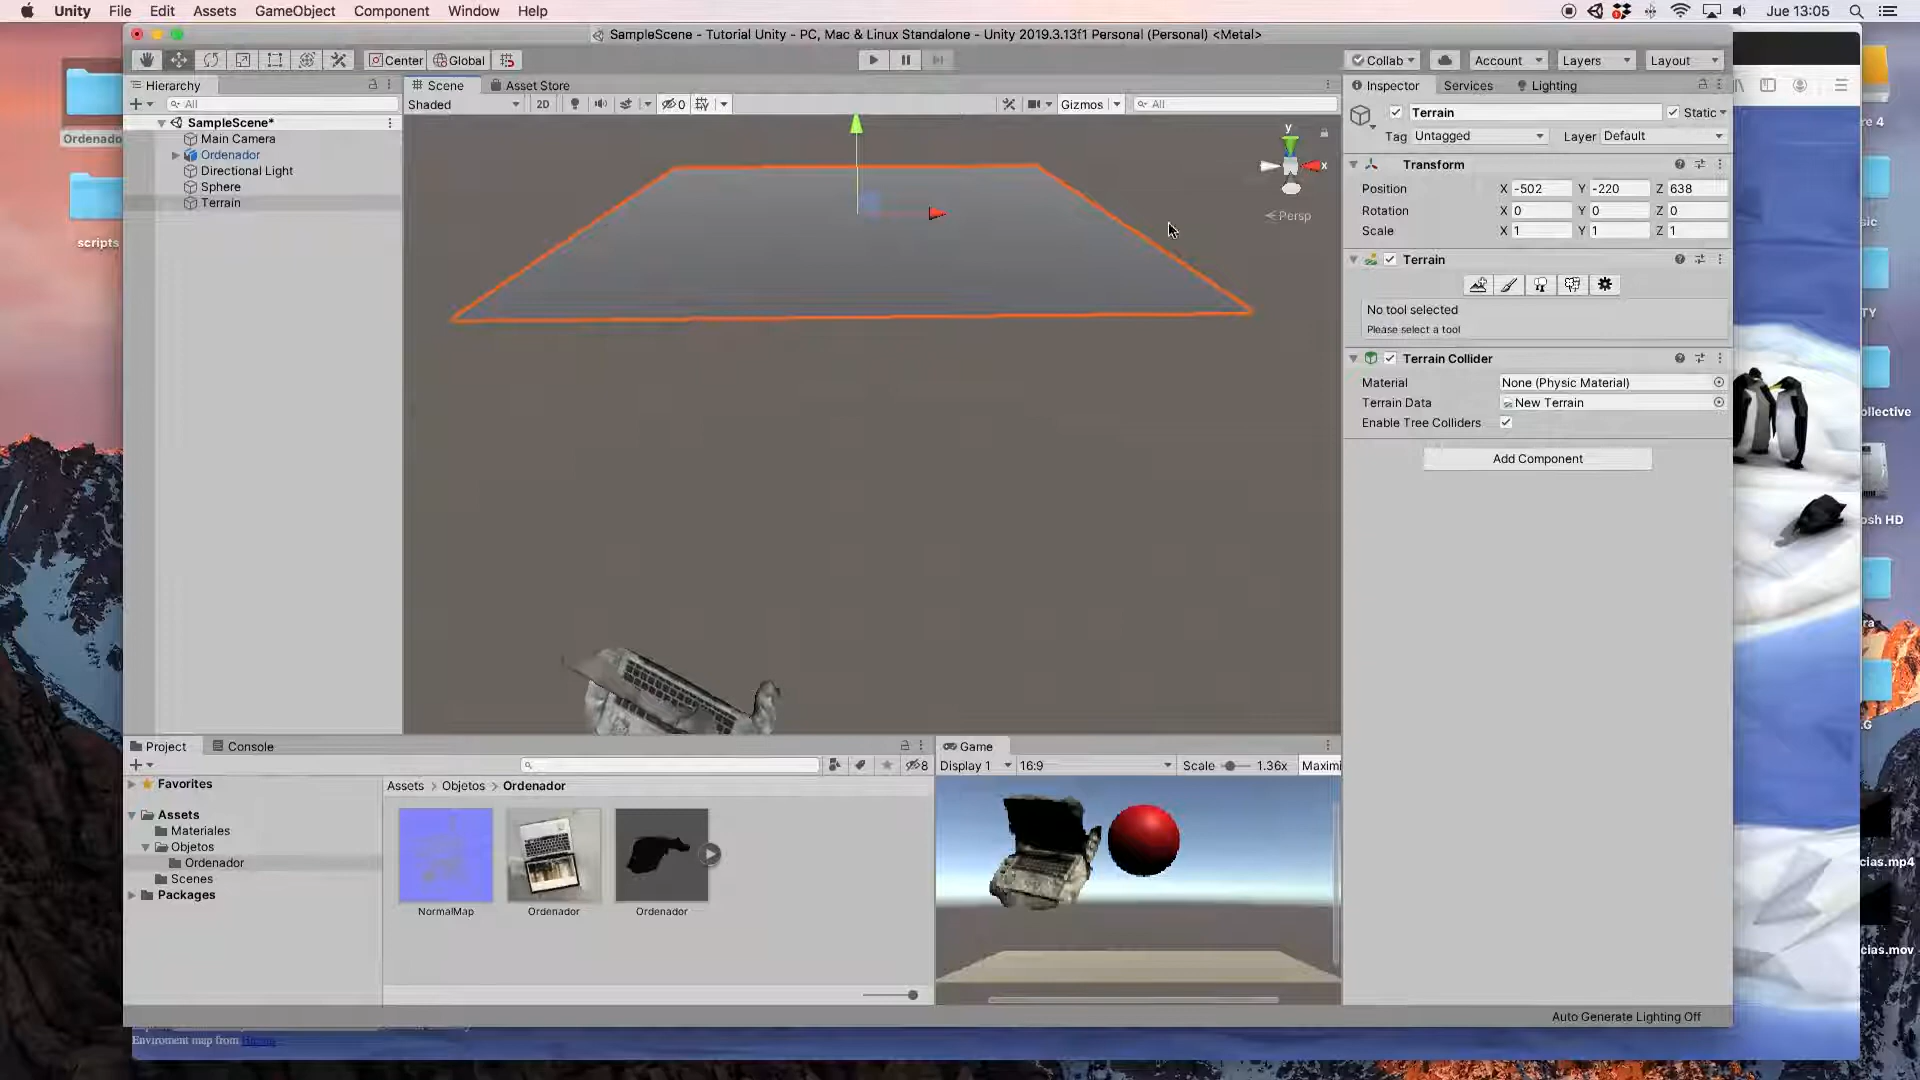 Unity File Edit Assets GameObject Component Window Help
Jue 13:05
SampleScene - Tutorial Unity - PC, Mac & Linux Standalone - Unity 2019.3.13f1 Personal (Personal) <Metal>
Center Global
Collab Account Layers Layout
Hierarchy
All
SampleScene*
Main Camera
Ordenador
Directional Light
Sphere
Terrain
Scene Asset Store
Shaded 2D 0 Gizmos All
y
x
Persp
Inspector Services Lighting
Terrain Static
Tag Untagged Layer Default
Transform
Position X -502 Y -220 Z 638
Rotation X 0 Y 0 Z 0
Scale X 1 Y 1 Z 1
Terrain
No tool selected
Please select a tool
Terrain Collider
Material None (Physic Material)
Terrain Data New Terrain
Enable Tree Colliders
Add Component
Project Console
8
Favorites
Assets
Materiales
Objetos
Ordenador
Scenes
Packages
Assets > Objetos > Ordenador
NormalMap
Ordenador
Ordenador
Game
Display 1 16:9 Scale 1.36x Maximi
Auto Generate Lighting Off
Enviroment map from
Ordenado
scripts
re 4
sic
TY
ollective
osh HD
ra
.G
cias.mp4
cias.mov